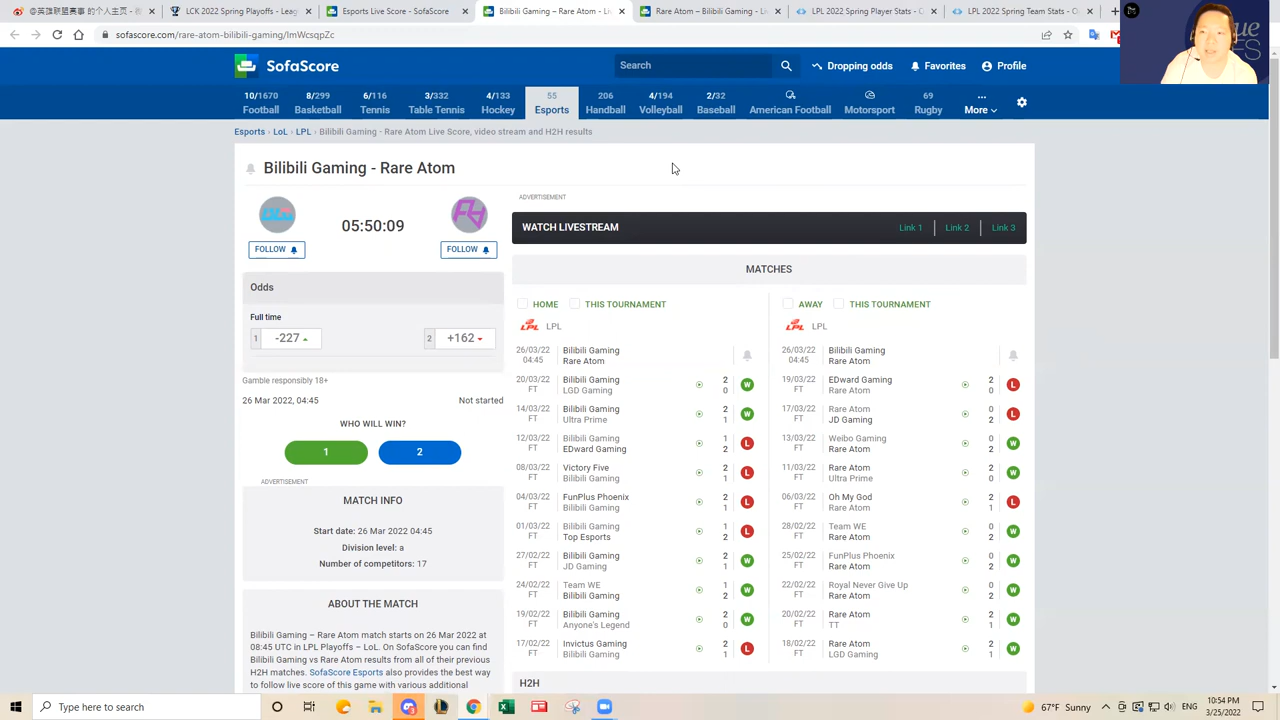 @英雄联盟赛事 的个人主页 - 
LCK 2022 Spring Playoffs - Leag
Esports Live Score - SofaScore
Bilibili Gaming - Rare Atom Live
Rare Atom – Bilibili Gaming
LPL 2022 Spring Player Stats - O
LPL 2022 Spring Team Stats - O
sofascore.com/rare-atom-bilibili-gaming/lmWcsqpZc
SofaScore
Search
Dropping odds
Favorites
Profile
10/1670
Football
8/299
Basketball
6/116
Tennis
3/332
Table Tennis
4/133
Hockey
55
Esports
206
Handball
4/194
Volleyball
2/32
Baseball
American Football
Motorsport
69
Rugby
More
Esports LoL LPL Bilibili Gaming - Rare Atom Live Score, video stream and H2H results
Bilibili Gaming - Rare Atom
05:50:09
FOLLOW
FOLLOW
Odds
Full time
1 -227
2 +162
Gamble responsibly 18+
26 Mar 2022, 04:45 Not started
WHO WILL WIN?
1 2
ADVERTISEMENT
MATCH INFO
Start date: 26 Mar 2022 04:45
Division level: a
Number of competitors: 17
ABOUT THE MATCH
Bilibili Gaming – Rare Atom match starts on 26 Mar 2022 at
08:45 UTC in LPL Playoffs – LoL. On SofaScore you can find
Bilibili Gaming vs Rare Atom results from all of their previous
H2H matches. SofaScore Esports also provides the best way
to follow live score of this game with various additional
ADVERTISEMENT
WATCH LIVESTREAM Link 1 Link 2 Link 3
MATCHES
HOME THIS TOURNAMENT
LPL LPL
26/03/22 Bilibili Gaming
04:45 Rare Atom
20/03/22 Bilibili Gaming 2
FT LGD Gaming 0 W
14/03/22 Bilibili Gaming 2
FT Ultra Prime 1 W
12/03/22 Bilibili Gaming 1
FT EDward Gaming 2 L
08/03/22 Victory Five 2
FT Bilibili Gaming 1 L
04/03/22 FunPlus Phoenix 2
FT Bilibili Gaming 1 L
01/03/22 Bilibili Gaming 1
FT Top Esports 2 L
27/02/22 Bilibili Gaming 2
FT JD Gaming 1 W
24/02/22 Team WE 1
FT Bilibili Gaming 2 W
19/02/22 Bilibili Gaming 2
FT Anyone's Legend 0 W
17/02/22 Invictus Gaming 2
FT Bilibili Gaming 1 L
AWAY THIS TOURNAMENT
LPL LPL
26/03/22 Bilibili Gaming
04:45 Rare Atom
19/03/22 EDward Gaming 2
FT Rare Atom 0 L
17/03/22 Rare Atom 0
FT JD Gaming 2 L
13/03/22 Weibo Gaming 0
FT Rare Atom 2 W
11/03/22 Rare Atom 2
FT Ultra Prime 0 W
06/03/22 Oh My God 2
FT Rare Atom 1 L
28/02/22 Team WE 0
FT Rare Atom 2 W
25/02/22 FunPlus Phoenix 0
FT Rare Atom 2 W
22/02/22 Royal Never Give Up 0
FT Rare Atom 2 W
20/02/22 Rare Atom 2
FT TT 1 W
18/02/22 Rare Atom 2
FT LGD Gaming 1 W
H2H
Type here to search
67°F Sunny
ENG
10:54 PM
3/25/2022